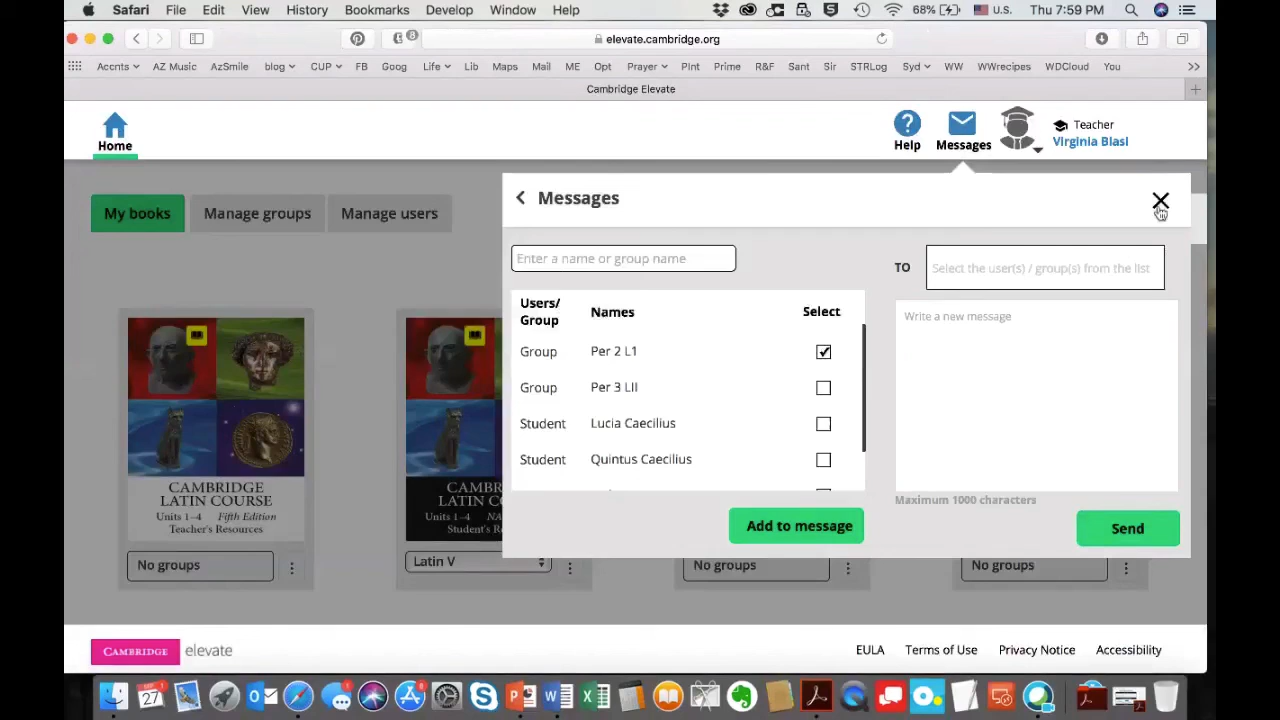 Safari File Edit View History Bookmarks Develop Window Help 68% U.S. Thu 7:59 PM
8 elevate.cambridge.org
Accnts AZ Music AzSmile blog CUP FB Goog Life Lib Maps Mail ME Opt Prayer PInt Prime R&F Sant Sir STRLog Syd WW WWrecipes WDCloud You
Cambridge Elevate
Home
Help
Messages
Teacher
Virginia Blasi
My books
Manage groups
Manage users
Messages
Enter a name or group name
TO
Select the user(s) / group(s) from the list
Users/
Group
Names
Select
Write a new message
Group Per 2 L1
Group Per 3 LII
Student Lucia Caecilius
Student Quintus Caecilius
Maximum 1000 characters
Add to message
Send
CAMBRIDGE
LATIN COURSE
Units 1–4 Fifth Edition
Teacher's Resources
No groups
CAMBR
LATIN CO
Units 1–4 NA
Student's Res
Latin V
No groups
No groups
CAMBRIDGE elevate
EULA Terms of Use Privacy Notice Accessibility
27